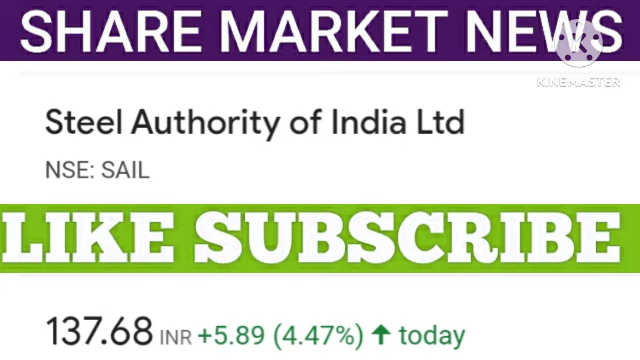 SHARE MARKET NEWS
KINEMASTER
Steel Authority of India Ltd
NSE: SAIL
LIKE SUBSCRIBE
137.68 INR +5.89 (4.47%) ↑ today